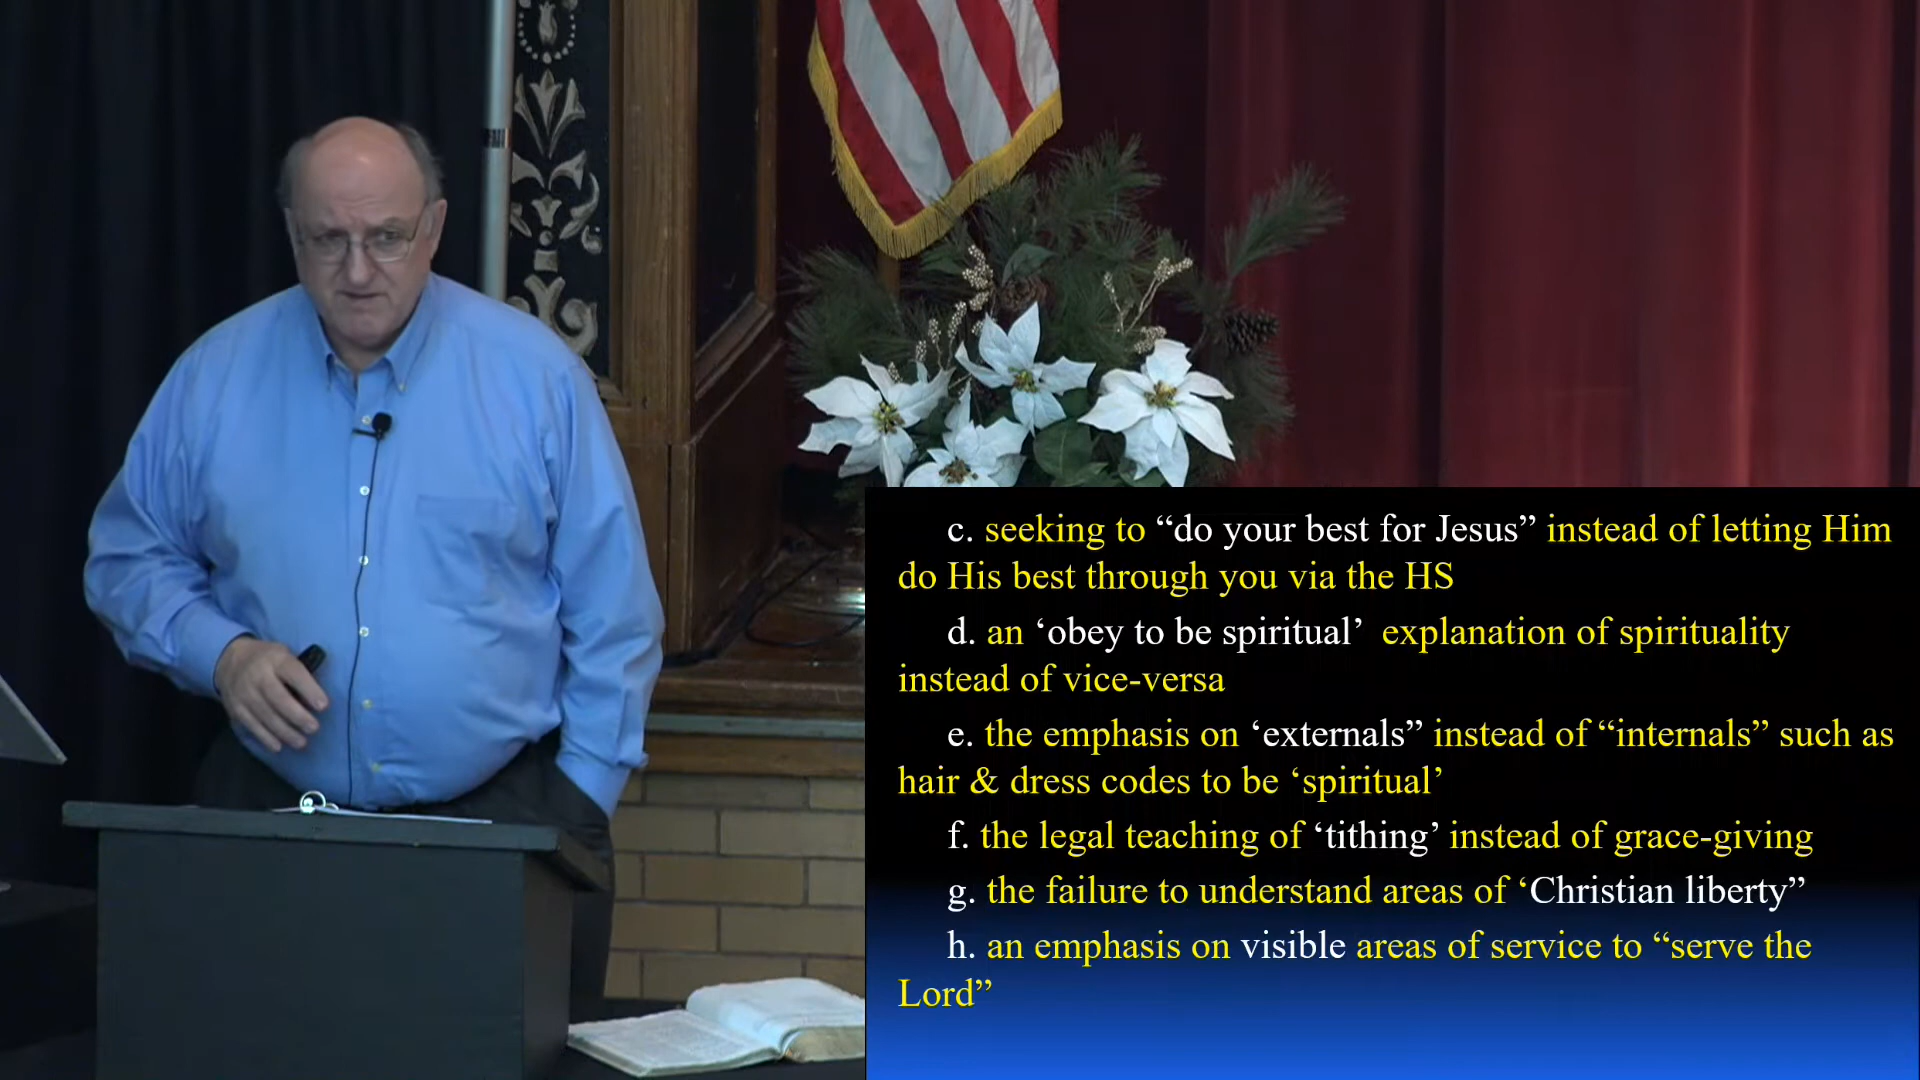 c. seeking to “do your best for Jesus” instead of letting Him
do His best through you via the HS
d. an ‘obey to be spiritual’ explanation of spirituality
instead of vice-versa
e. the emphasis on ‘externals” instead of “internals” such as
hair & dress codes to be ‘spiritual’
f. the legal teaching of ‘tithing’ instead of grace-giving
g. the failure to understand areas of ‘Christian liberty”
h. an emphasis on visible areas of service to “serve the
Lord”